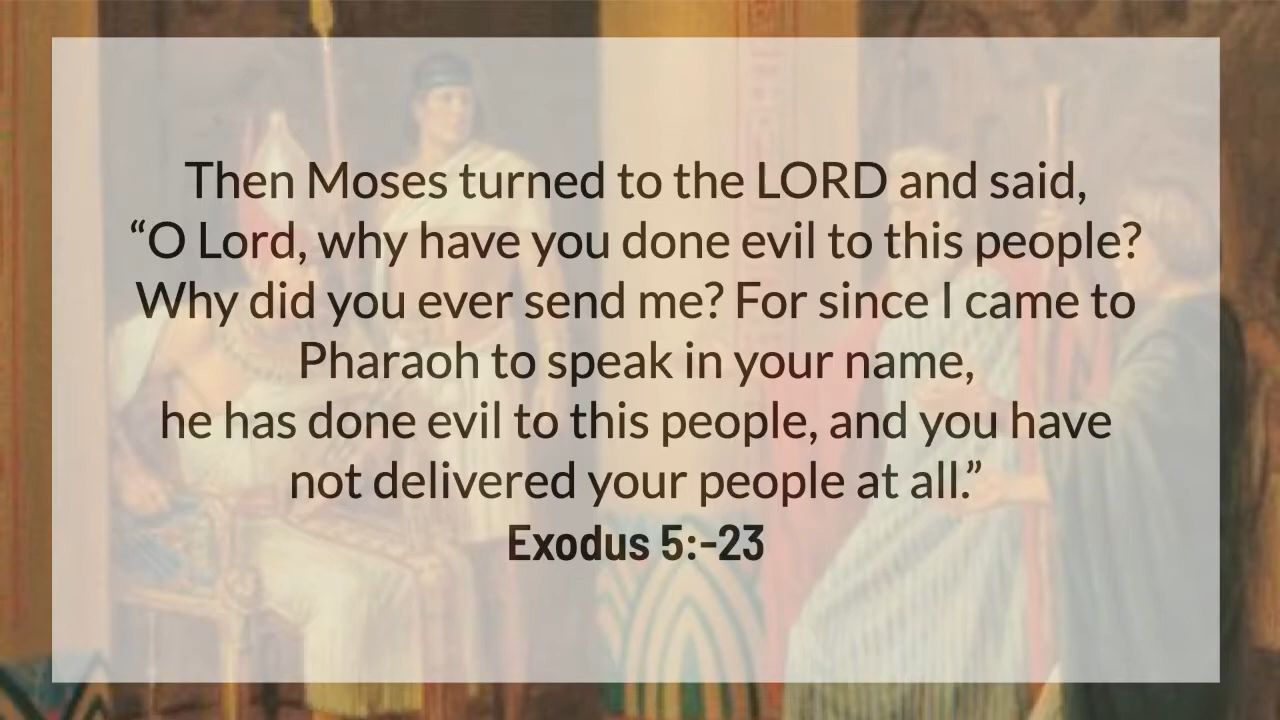 Then Moses turned to the LORD and said,
“O Lord, why have you done evil to this people?
Why did you ever send me? For since I came to
Pharaoh to speak in your name,
he has done evil to this people, and you have
not delivered your people at all.”
Exodus 5:-23